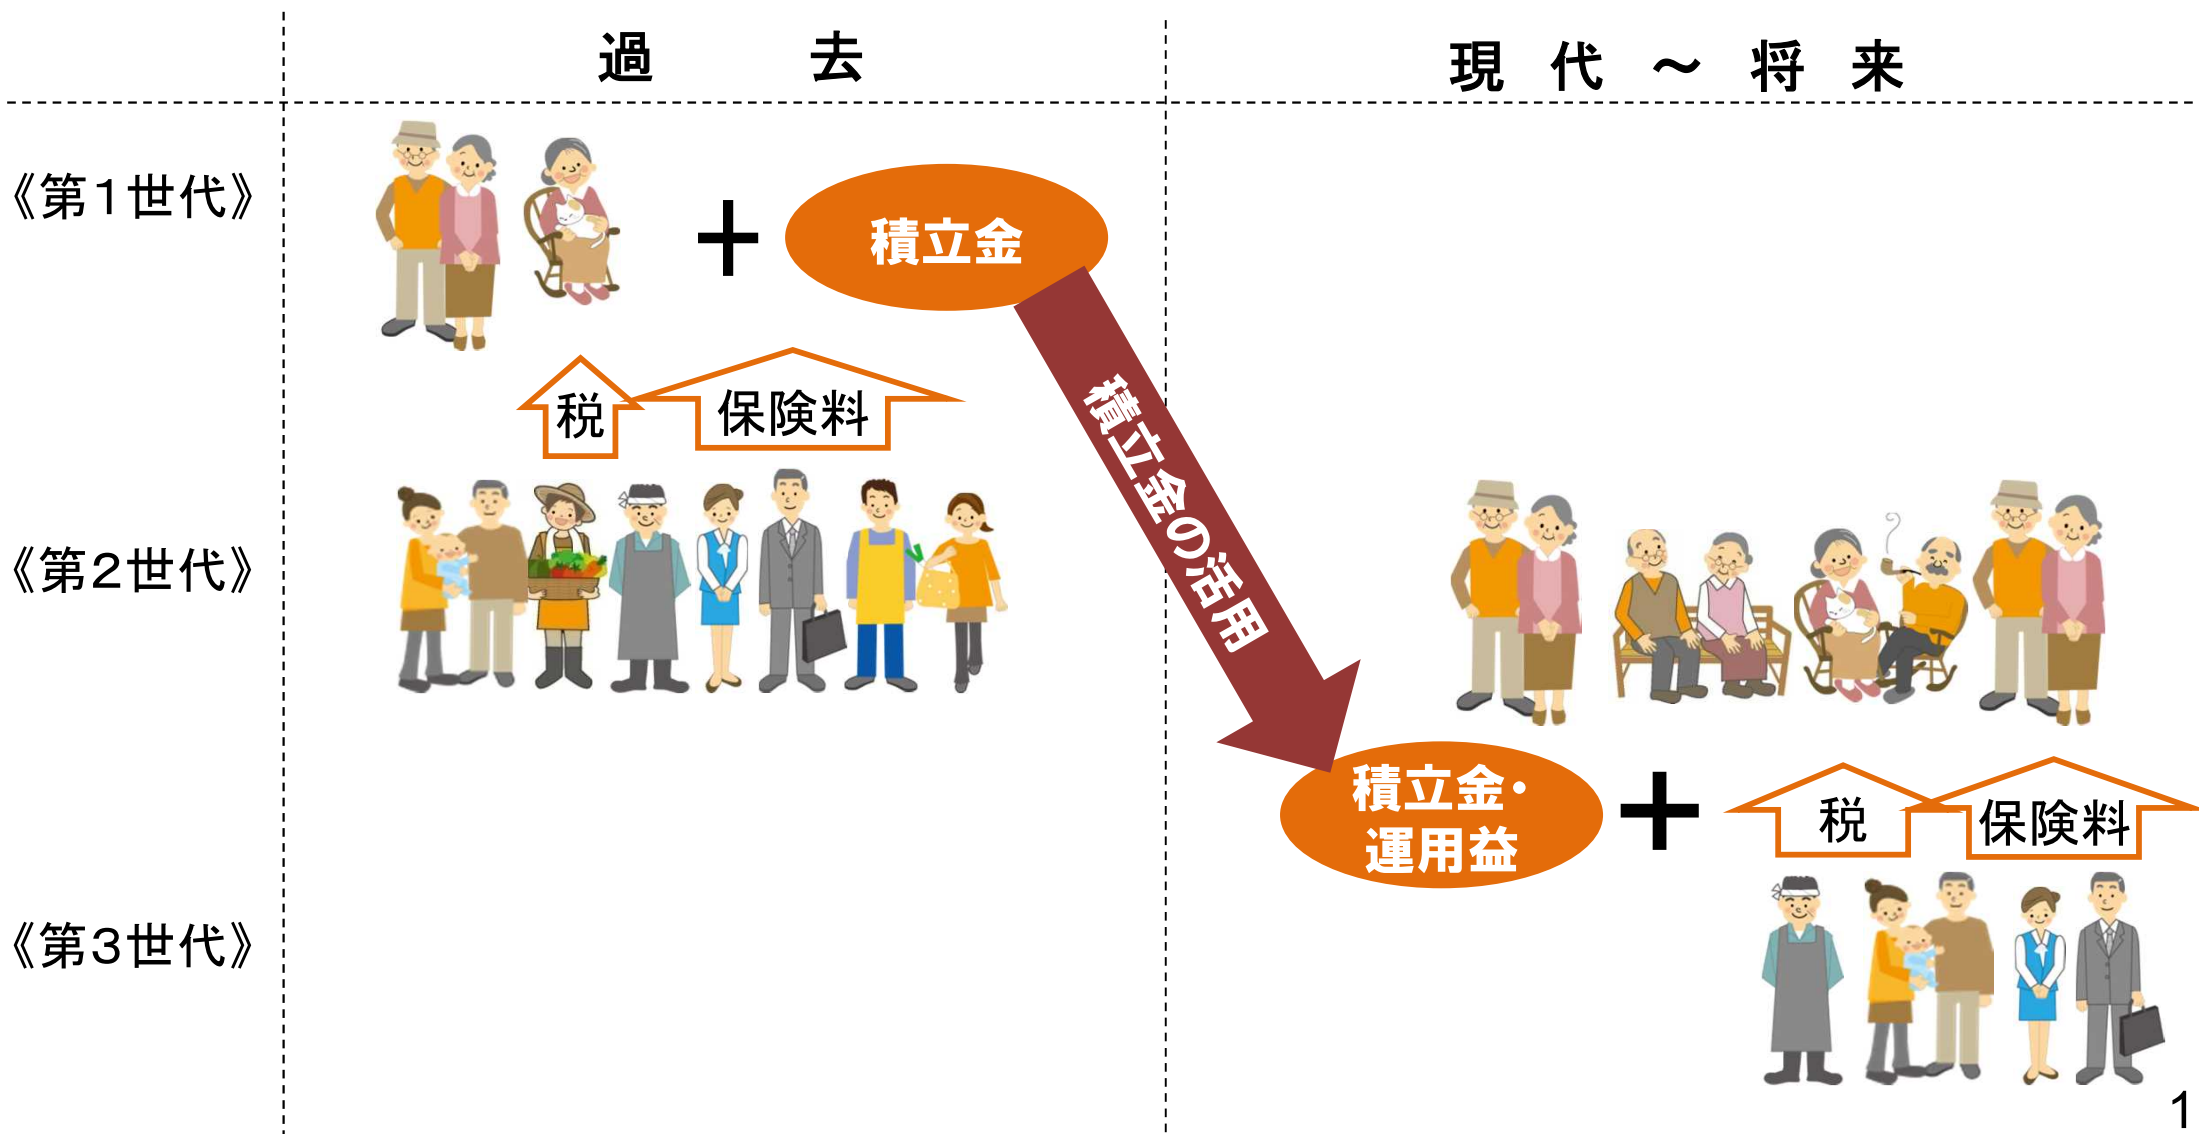 過去
現代～将来
《第１世代》
積立金
税
保険料
積立金の活用
《第２世代》
積立金・
運用益
税
保険料
《第３世代》
1